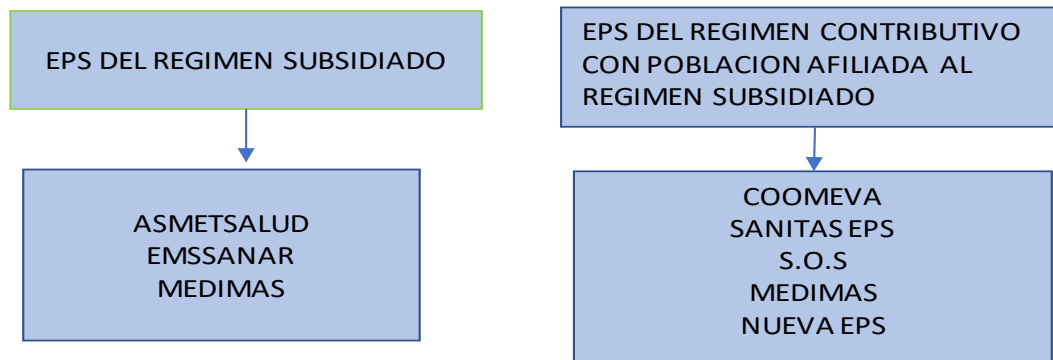 EPS DEL REGIMEN SUBSIDIADO
ASMETSALUD
EMSSANAR
MEDIMAS
EPS DEL REGIMEN CONTRIBUTIVO
CON POBLACION AFILIADA AL
REGIMEN SUBSIDIADO
COOMEVA
SANITAS EPS
S.O.S
MEDIMAS
NUEVA EPS